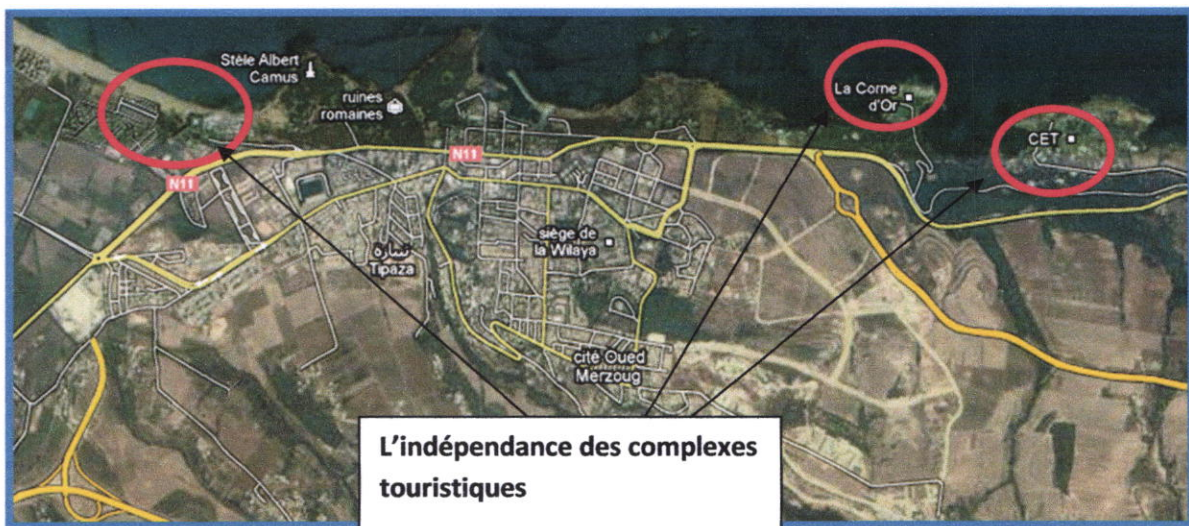 Stèle Albert
Camus
ruines
romaines
La Corne
d'Or
CET
N11
N11
siège de
la Wilaya
تيبازة
Tipaza
cité Oued
Merzoug
L'indépendance des complexes
touristiques